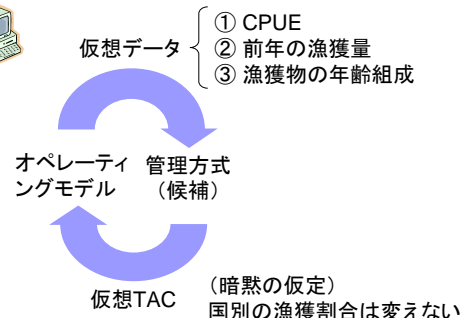 仮想データ
① CPUE
② 前年の漁獲量
③ 漁獲物の年齢組成
オペレーティ
ングモデル
管理方式
（候補）
仮想TAC
（暗黙の仮定）
国別の漁獲割合は変えない